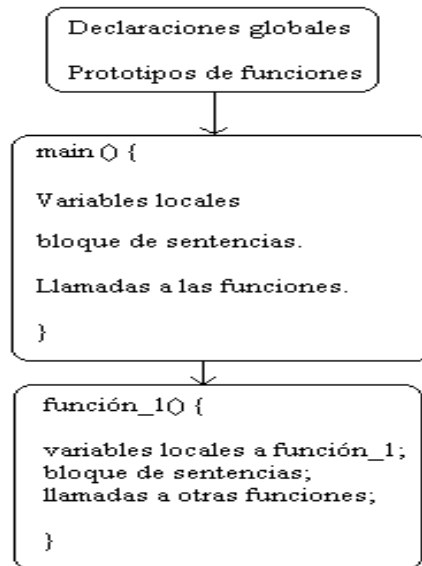 Declaraciones globales
Prototipos de funciones
main () {
Variables locales
bloque de sentencias.
Llamadas a las funciones.
}
función_1() {
variables locales a función_1;
bloque de sentencias;
llamadas a otras funciones;
}